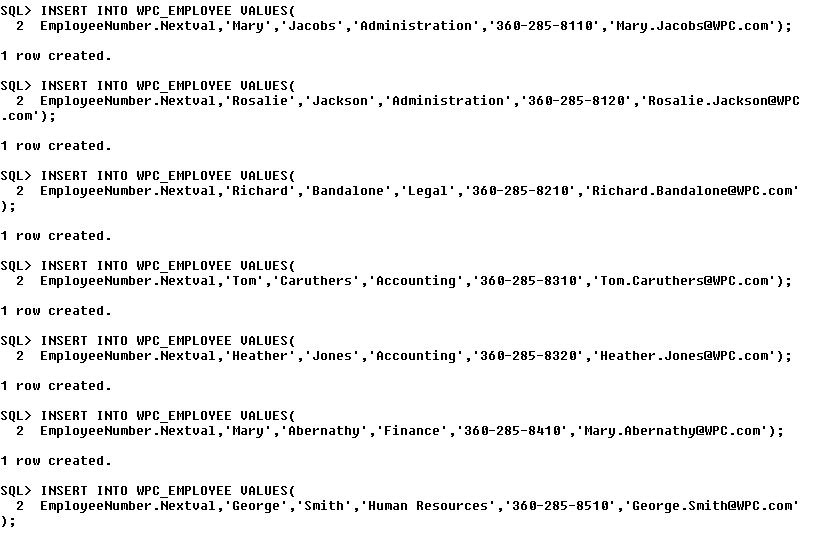 SQL> INSERT INTO WPC_EMPLOYEE VALUES(
  2  EmployeeNumber.Nextval,'Mary','Jacobs','Administration','360-285-8110','Mary.Jacobs@WPC.com');
1 row created.
SQL> INSERT INTO WPC_EMPLOYEE VALUES(
  2  EmployeeNumber.Nextval,'Rosalie','Jackson','Administration','360-285-8120','Rosalie.Jackson@WPC
.com');
1 row created.
SQL> INSERT INTO WPC_EMPLOYEE VALUES(
  2  EmployeeNumber.Nextval,'Richard','Bandalone','Legal','360-285-8210','Richard.Bandalone@WPC.com'
);
1 row created.
SQL> INSERT INTO WPC_EMPLOYEE VALUES(
  2  EmployeeNumber.Nextval,'Tom','Caruthers','Accounting','360-285-8310','Tom.Caruthers@WPC.com');
1 row created.
SQL> INSERT INTO WPC_EMPLOYEE VALUES(
  2  EmployeeNumber.Nextval,'Heather','Jones','Accounting','360-285-8320','Heather.Jones@WPC.com');
1 row created.
SQL> INSERT INTO WPC_EMPLOYEE VALUES(
  2  EmployeeNumber.Nextval,'Mary','Abernathy','Finance','360-285-8410','Mary.Abernathy@WPC.com');
1 row created.
SQL> INSERT INTO WPC_EMPLOYEE VALUES(
  2  EmployeeNumber.Nextval,'George','Smith','Human Resources','360-285-8510','George.Smith@WPC.com'
);